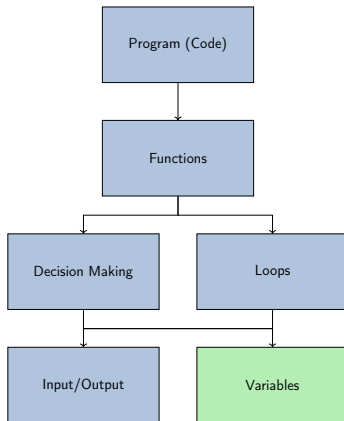 Program (Code)
Functions
Decision Making
Loops
Input/Output
Variables